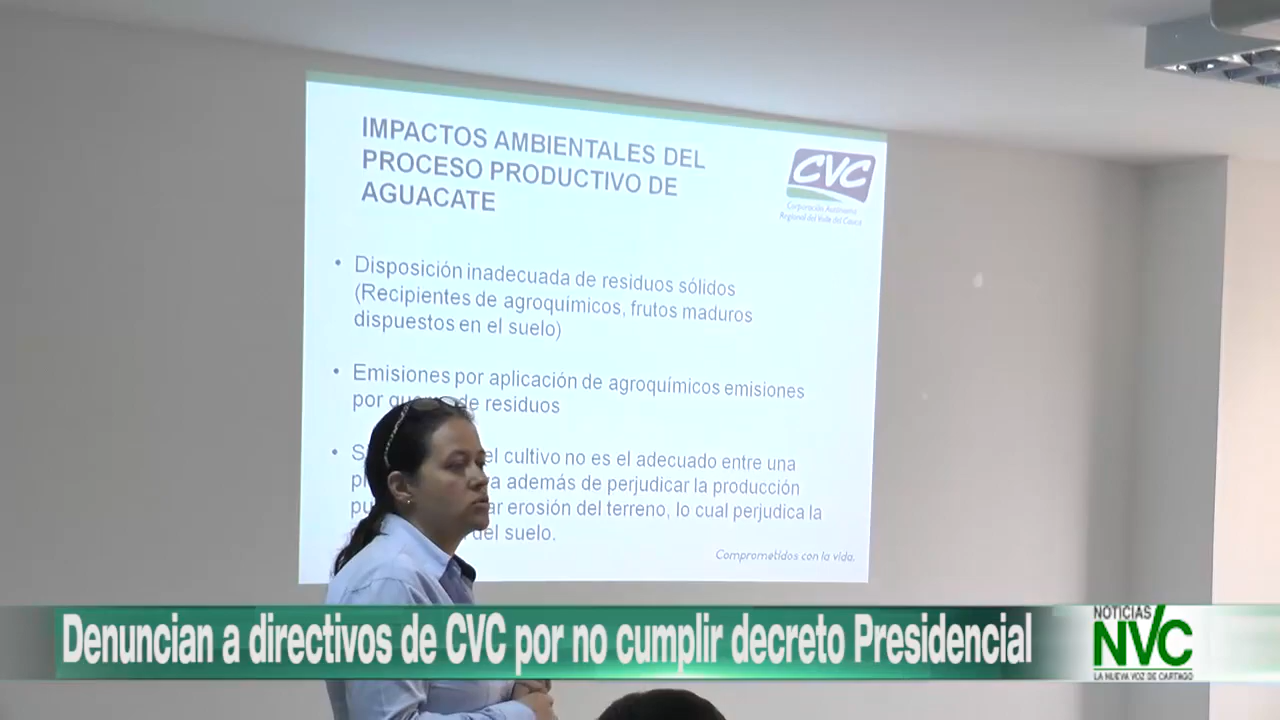 IMPACTOS AMBIENTALES DEL
PROCESO PRODUCTIVO DE
AGUACATE
CVC
Corporación Autónoma
Regional del Valle del Cauca
• Disposición inadecuada de residuos sólidos
(Recipientes de agroquímicos, frutos maduros
dispuestos en el suelo)
• Emisiones por aplicación de agroquímicos emisiones
por de residuos
• el cultivo no es el adecuado entre una
además de perjudicar la producción
erosión del terreno, lo cual perjudica la
del suelo.
Comprometidos con la vida.
Denuncian a directivos de CVC por no cumplir decreto Presidencial
NOTICIAS
NVC
LA NUEVA VOZ DE CARTAGO